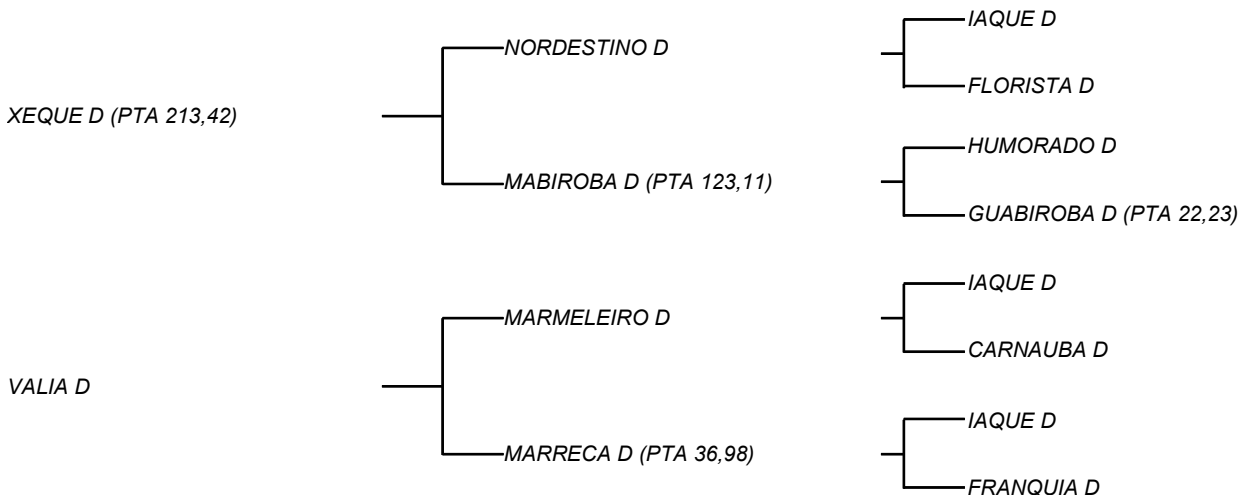 IAQUE D
NORDESTINO D
FLORISTA D
XEQUE D (PTA 213,42)
HUMORADO D
MABIROBA D (PTA 123,11)
GUABIROBA D (PTA 22,23)
IAQUE D
MARMELEIRO D
CARNAUBA D
VALIA D
IAQUE D
MARRECA D (PTA 36,98)
FRANQUIA D